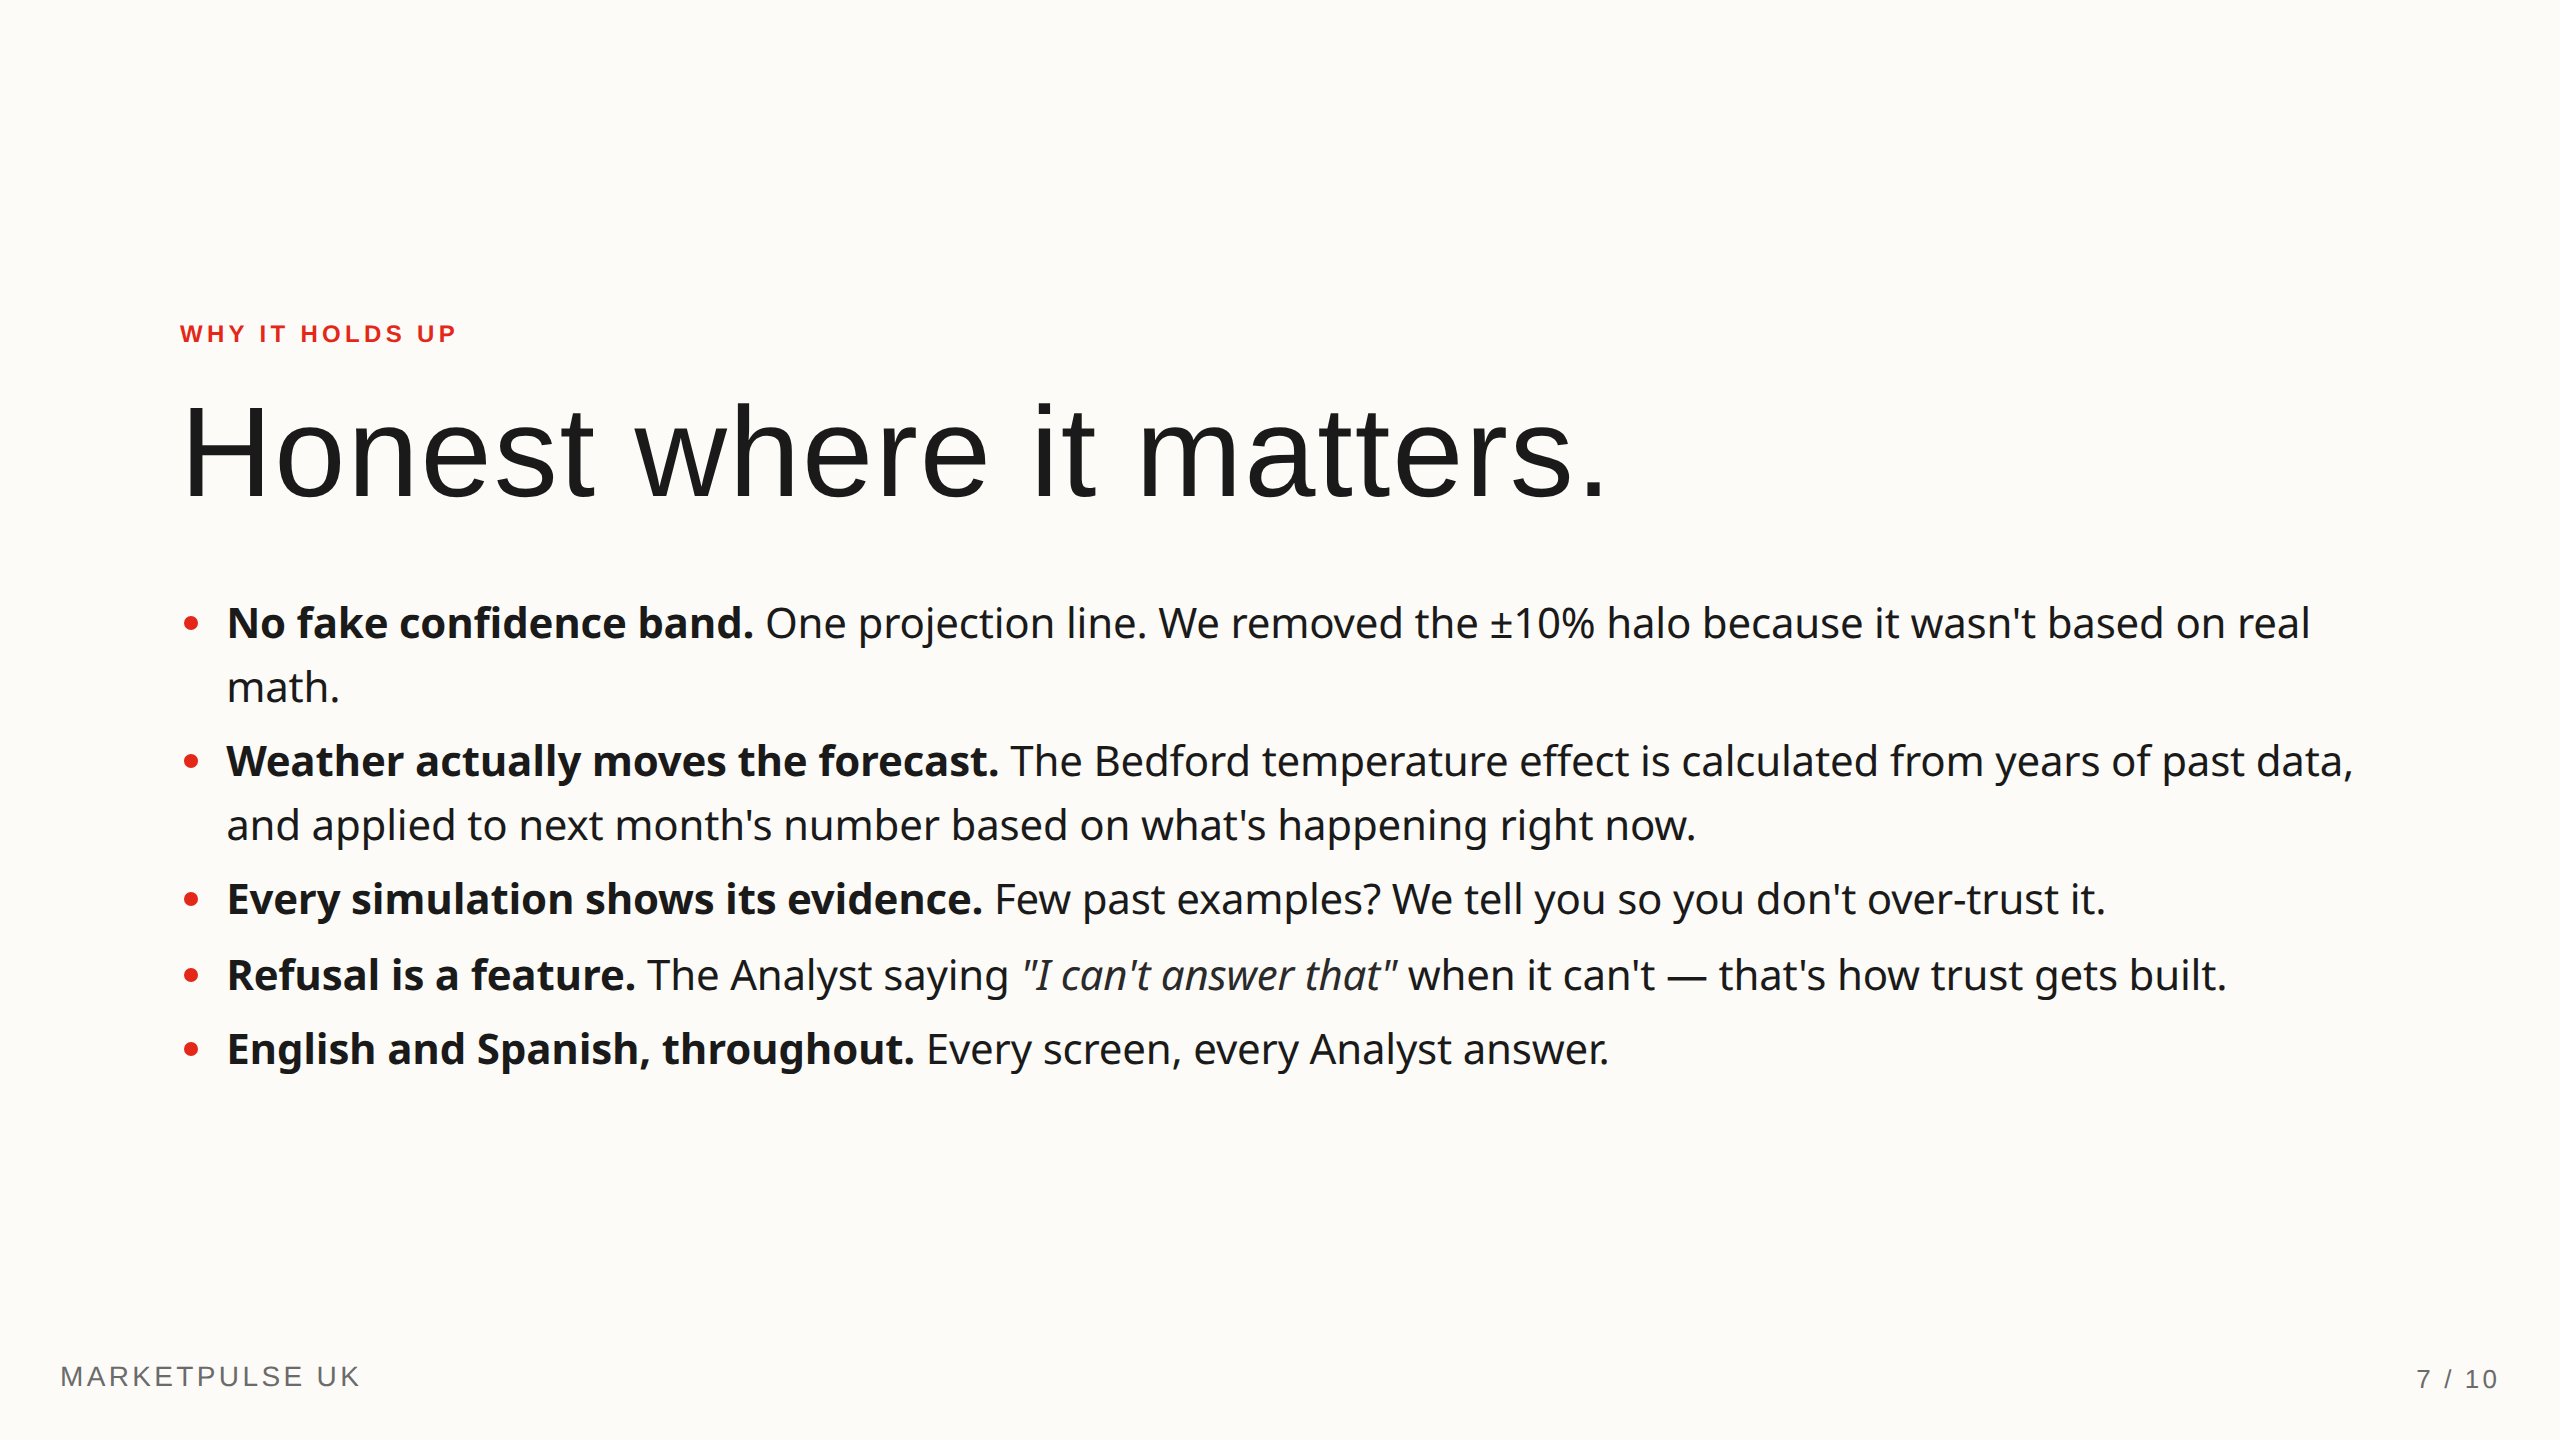 WHY IT HOLDS UP
Honest where it matters.
• No fake confidence band. One projection line. We removed the ±10% halo because it wasn't based on real
math.
• Weather actually moves the forecast. The Bedford temperature effect is calculated from years of past data,
and applied to next month's number based on what's happening right now.
• Every simulation shows its evidence. Few past examples? We tell you so you don't over-trust it.
• Refusal is a feature. The Analyst saying "I can't answer that" when it can't — that's how trust gets built.
• English and Spanish, throughout. Every screen, every Analyst answer.
MARKETPULSE UK
7 / 10